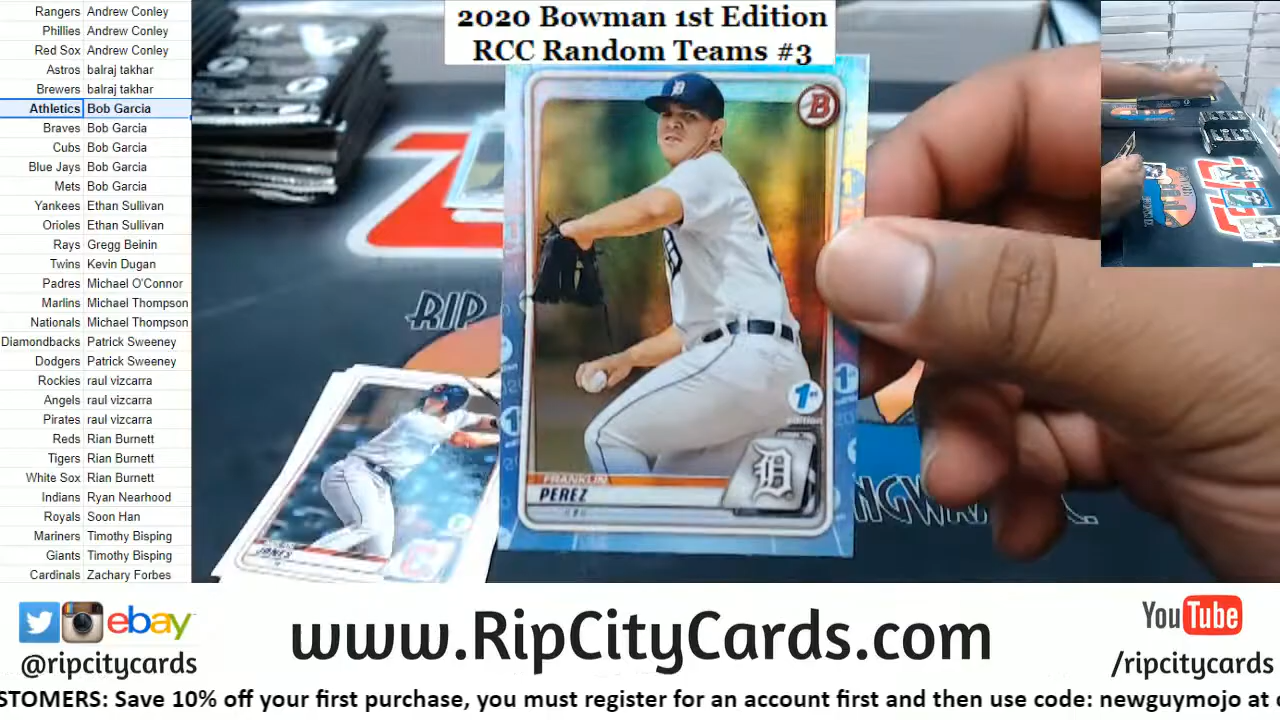 2020 Bowman 1st Edition
RCC Random Teams #3
Rangers Andrew Conley
Phillies Andrew Conley
Red Sox Andrew Conley
Astros balraj takhar
Brewers balraj takhar
Athletics Bob Garcia
Braves Bob Garcia
Cubs Bob Garcia
Blue Jays Bob Garcia
Mets Bob Garcia
Yankees Ethan Sullivan
Orioles Ethan Sullivan
Rays Gregg Beinin
Twins Kevin Dugan
Padres Michael O'Connor
Marlins Michael Thompson
Nationals Michael Thompson
Diamondbacks Patrick Sweeney
Dodgers Patrick Sweeney
Rockies raul vizcarra
Angels raul vizcarra
Pirates raul vizcarra
Reds Rian Burnett
Tigers Rian Burnett
White Sox Rian Burnett
Indians Ryan Nearhood
Royals Soon Han
Mariners Timothy Bisping
Giants Timothy Bisping
Cardinals Zachary Forbes
B
D
1st
edition
FRANKLIN
PEREZ
D
RIP
JONES
C
ebay
@ripcitycards
www.RipCityCards.com
YouTube
/ripcitycards
STOMERS: Save 10% off your first purchase, you must register for an account first and then use code: newguymojo at